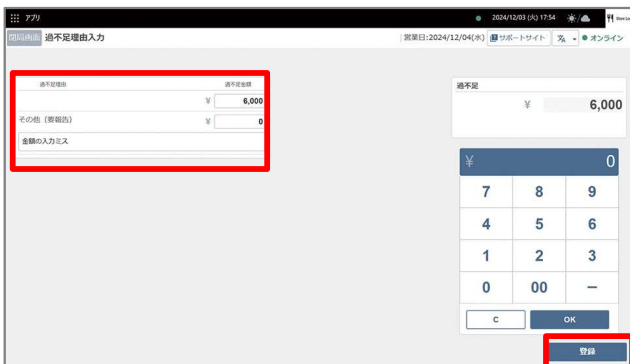 アプリ
2024/12/03 (火) 17:54
閉局画面 過不足理由入力
営業日:2024/12/04(水) サポートサイト オンライン
過不足理由 過不足金額
¥ 6,000
その他（要報告） ¥ 0
金額の入力ミス
過不足
¥ 6,000
¥ 0
7 8 9
4 5 6
1 2 3
0 00 −
C OK
登録